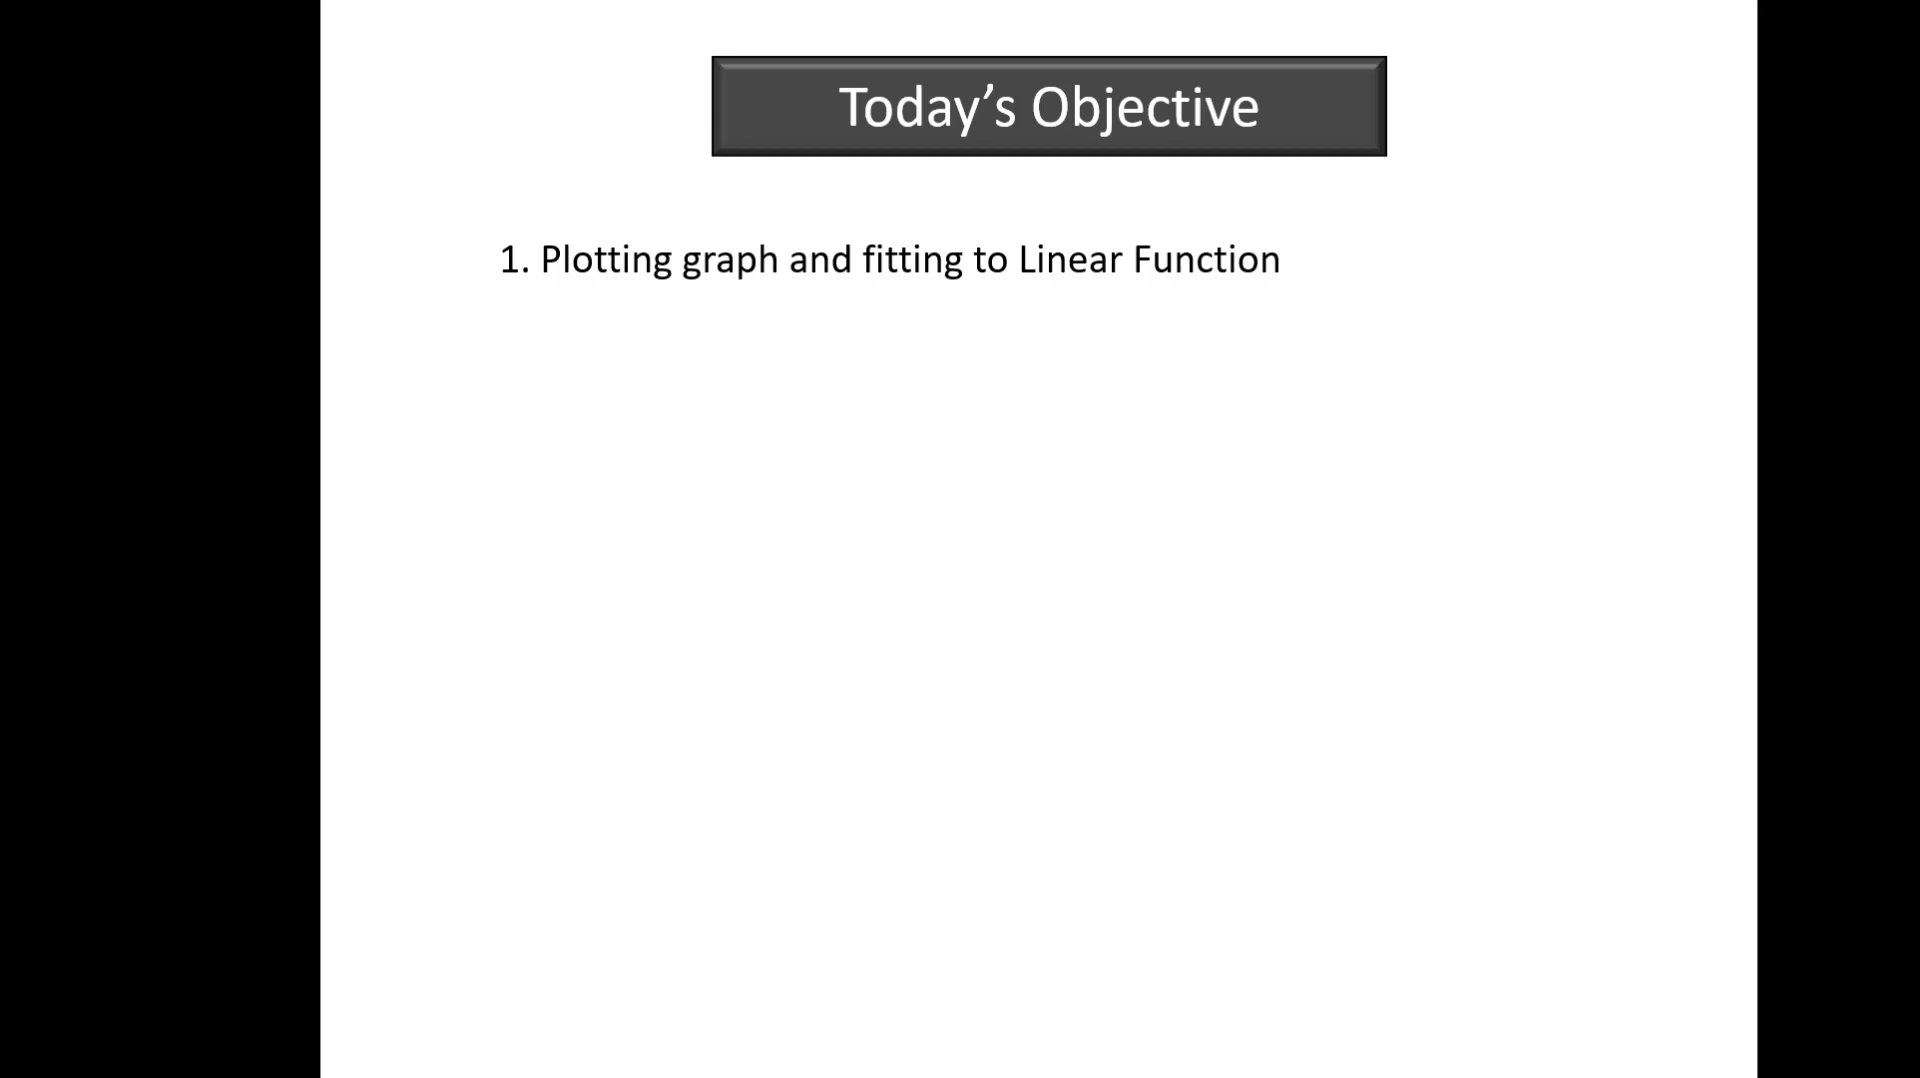 Today’s Objective
1. Plotting graph and fitting to Linear Function